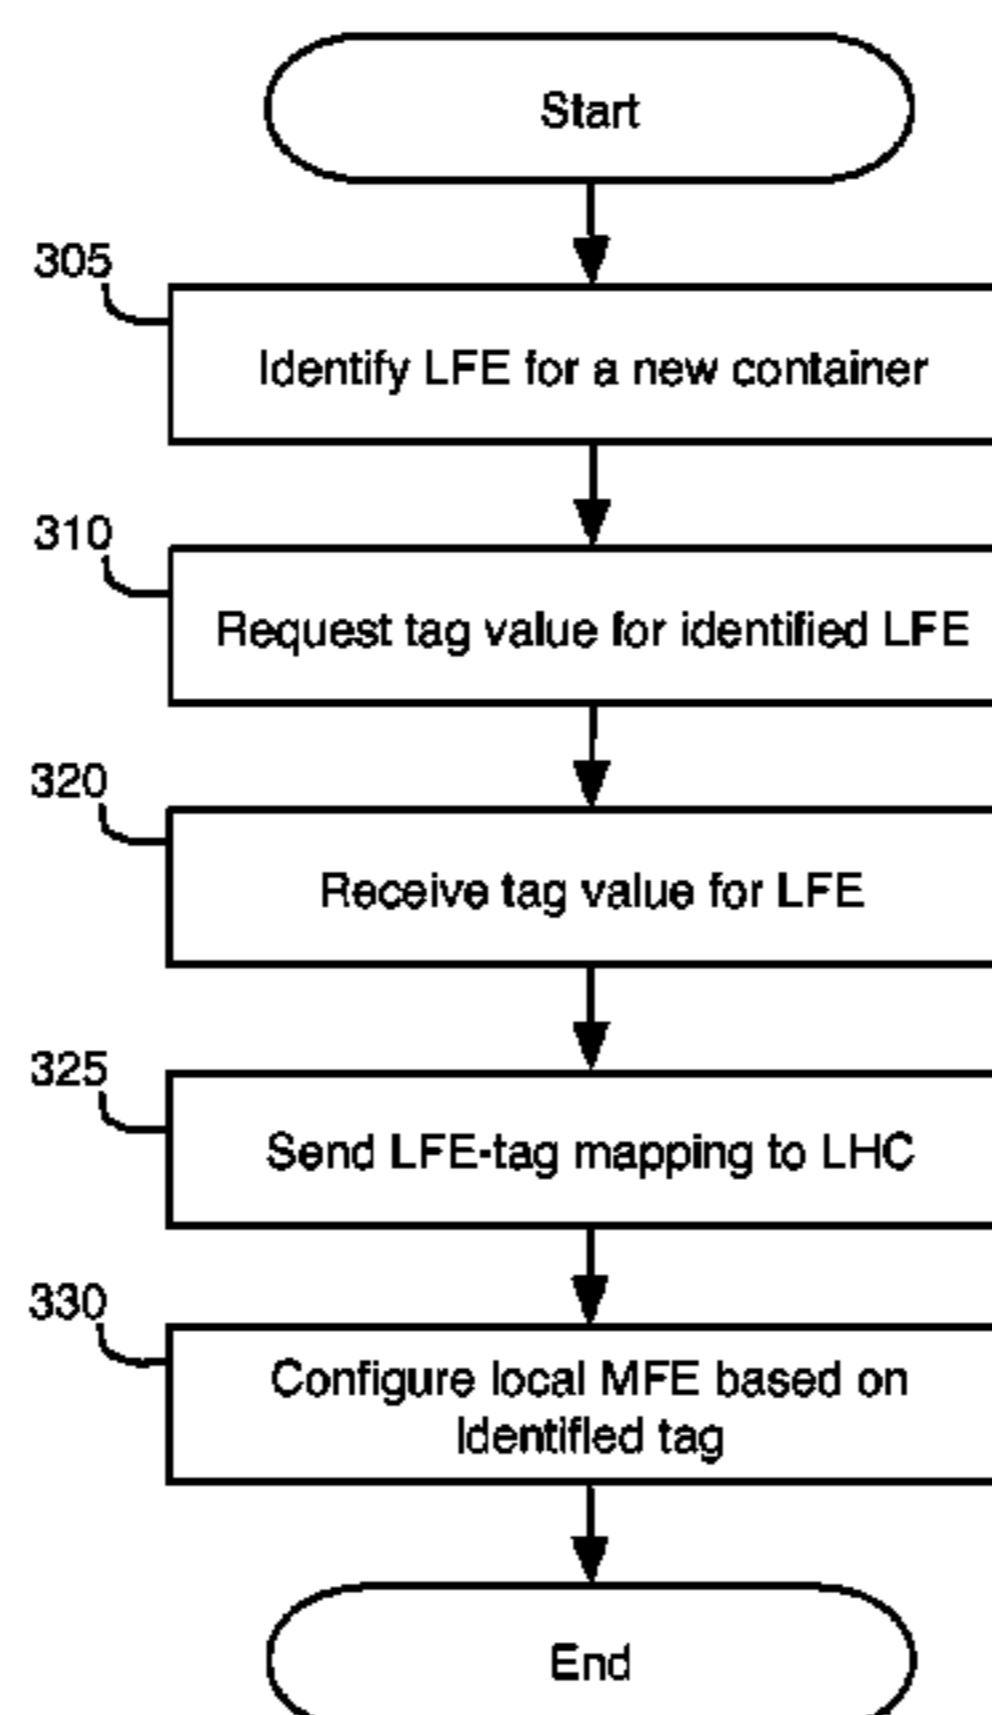 Start
305
Identify LFE for a new container
310
Request tag value for identified LFE
320
Receive tag value for LFE
325
Send LFE-tag mapping to LHC
330
Configure local MFE based on
identified tag
End